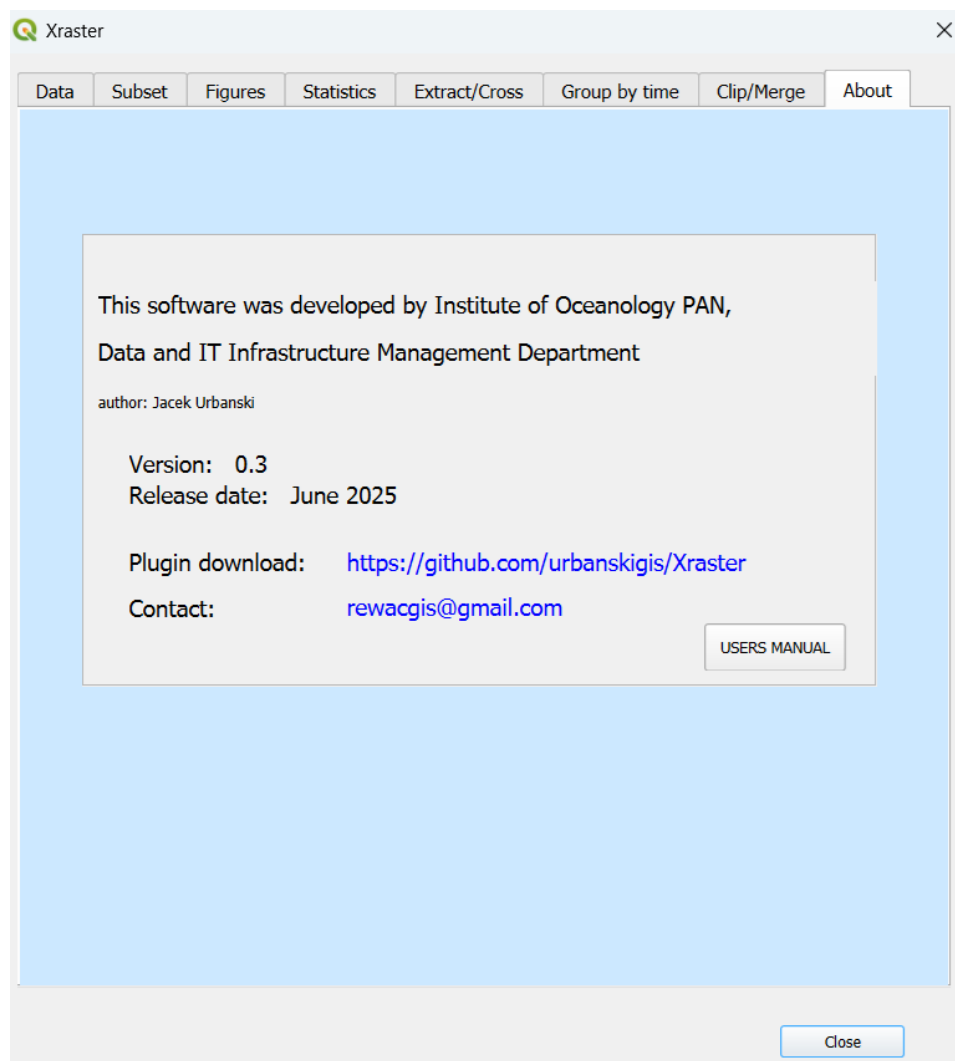 Xraster
Data Subset Figures Statistics Extract/Cross Group by time Clip/Merge About
This software was developed by Institute of Oceanology PAN,
Data and IT Infrastructure Management Department
author: Jacek Urbanski
Version: 0.3
Release date: June 2025
Plugin download: https://github.com/urbanskigis/Xraster
Contact: rewacgis@gmail.com
USERS MANUAL
Close